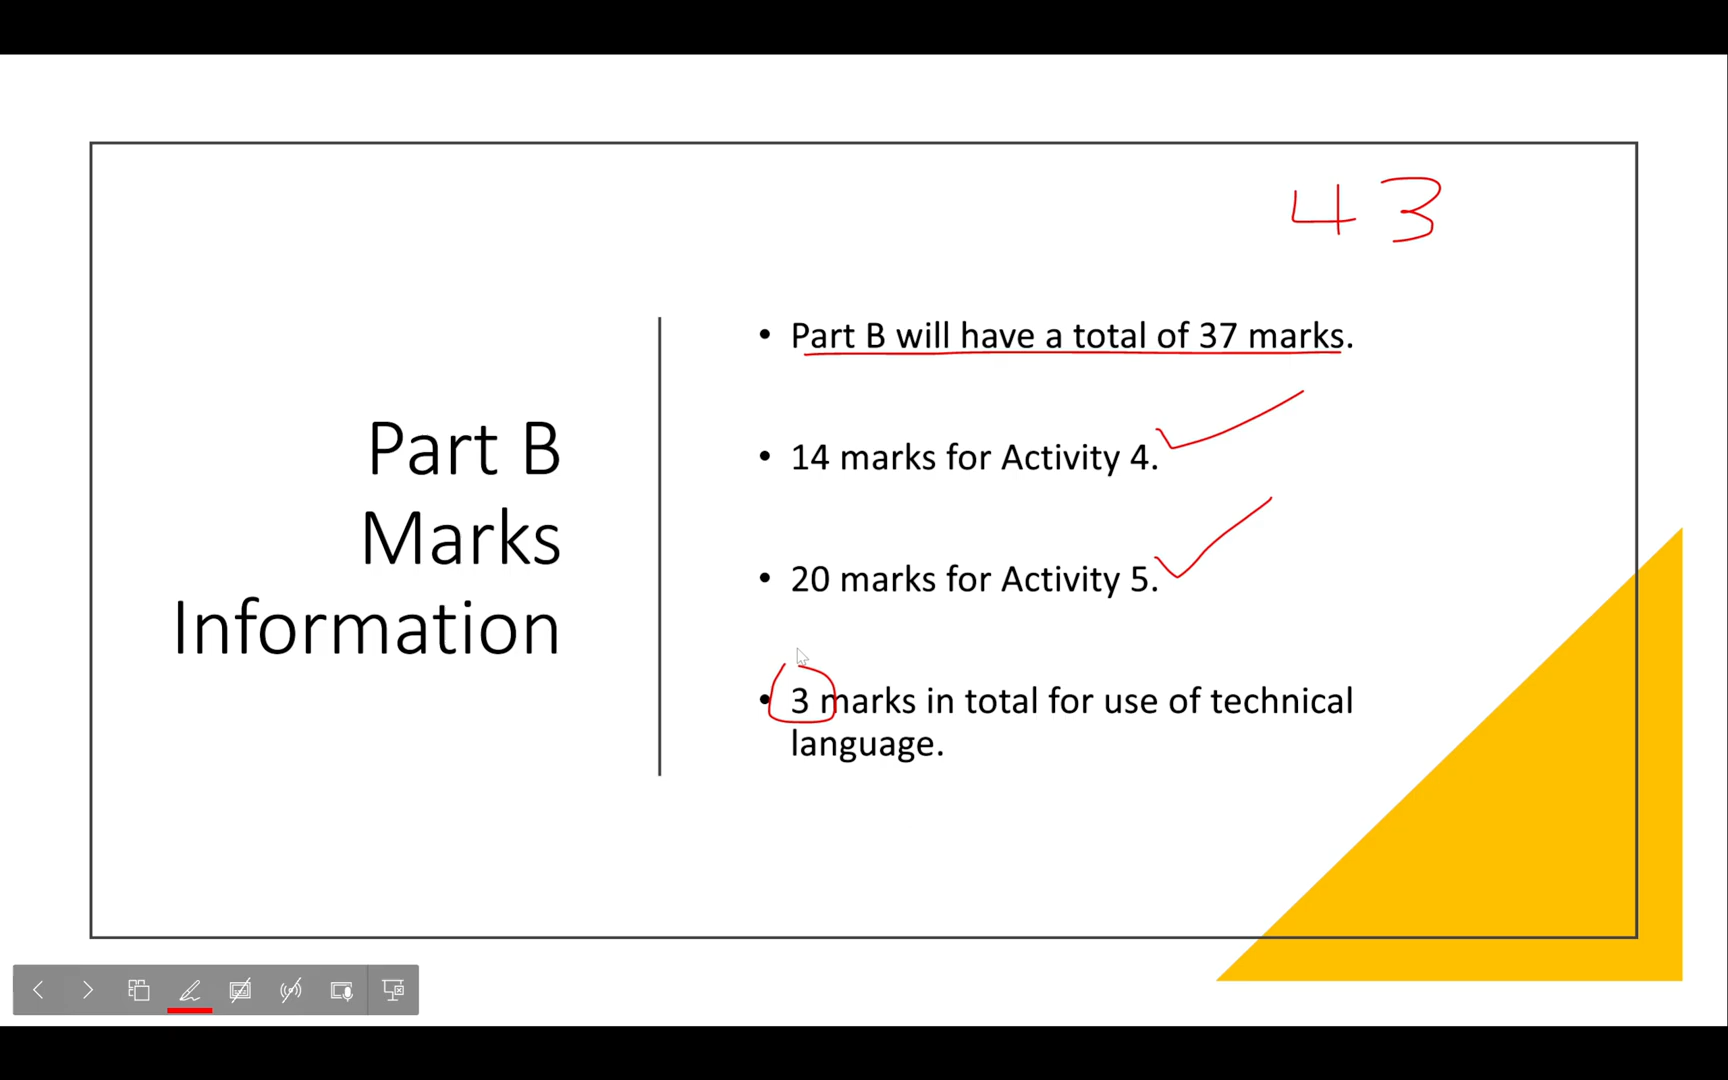 43
Part B
Marks
Information
• Part B will have a total of 37 marks.
• 14 marks for Activity 4.
• 20 marks for Activity 5.
• 3 marks in total for use of technical
language.